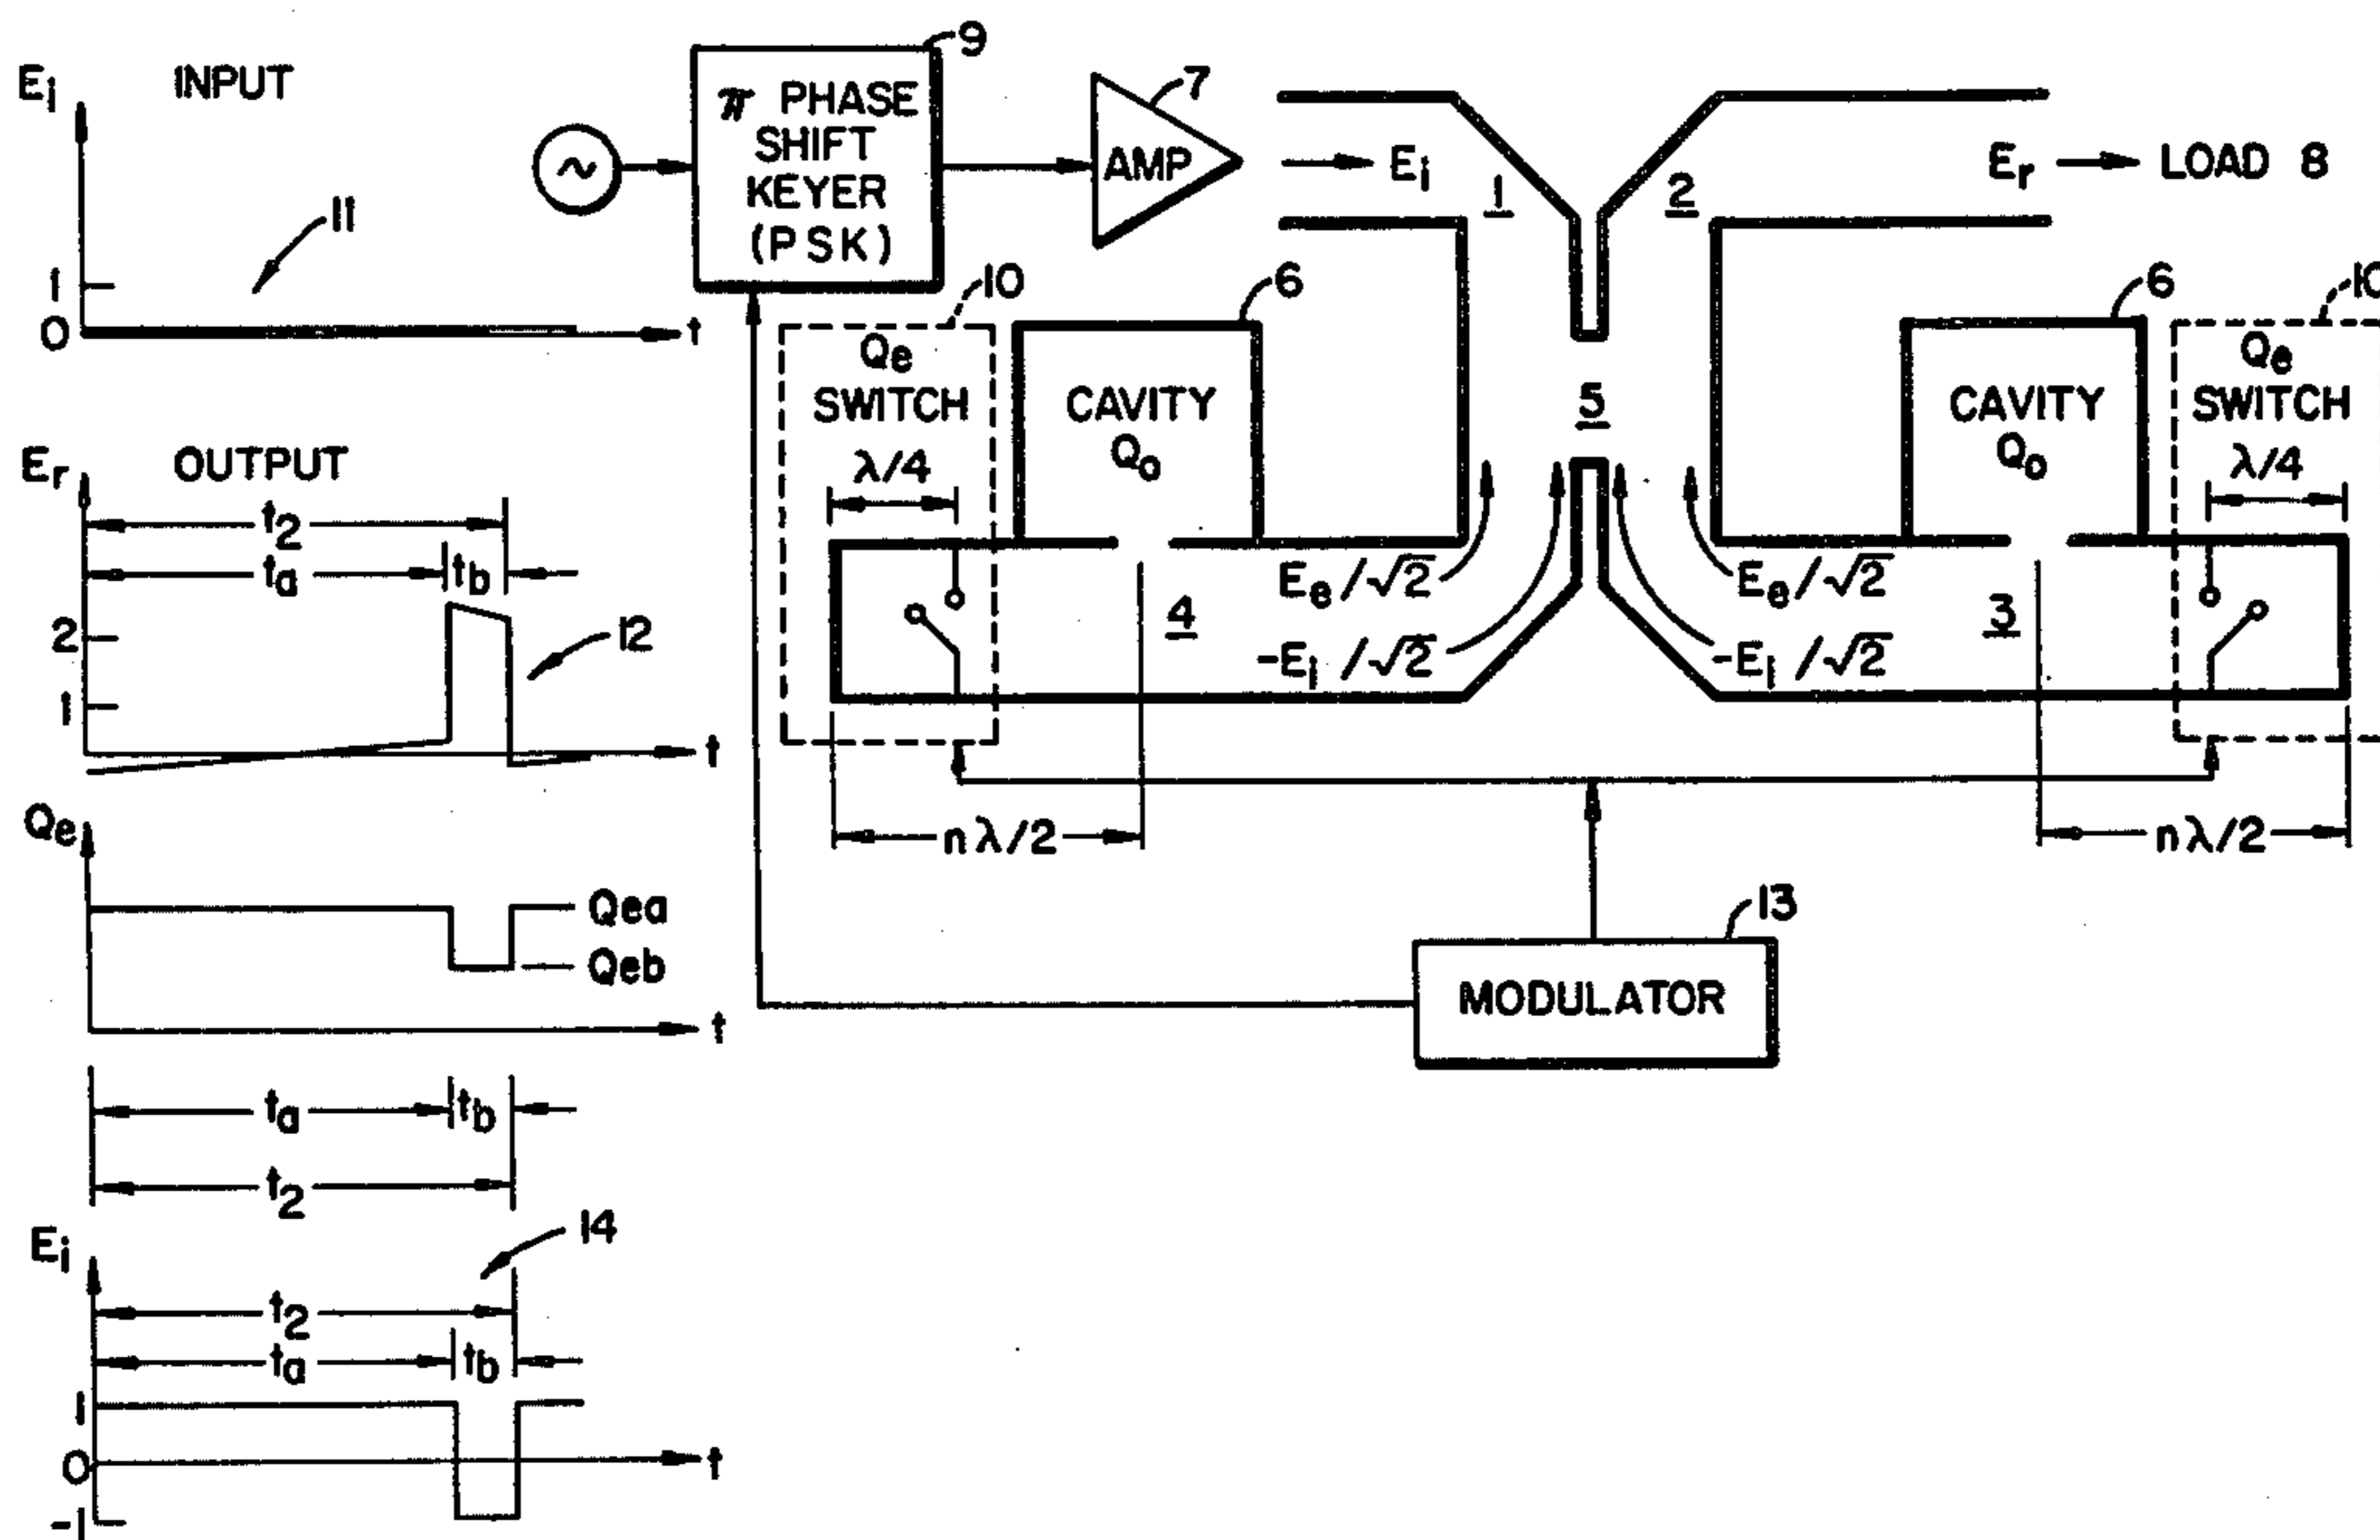 Ei INPUT
11
1
0 t
Er OUTPUT
t2
ta tb
2
12
1
t
Qe
Qea
Qeb
t
ta tb
t2
14
Ei
t2
ta tb
1
0 t
-1
~
9
π PHASE
SHIFT
KEYER
(PSK)
7
AMP
Ei
1
2
Er LOAD 8
10
Qe
SWITCH
λ/4
6
CAVITY
Qo
5
6
CAVITY
Qo
10
Qe
SWITCH
λ/4
Ee/√2
-Ei/√2
4
Ee/√2
-Ei/√2
3
nλ/2
nλ/2
13
MODULATOR